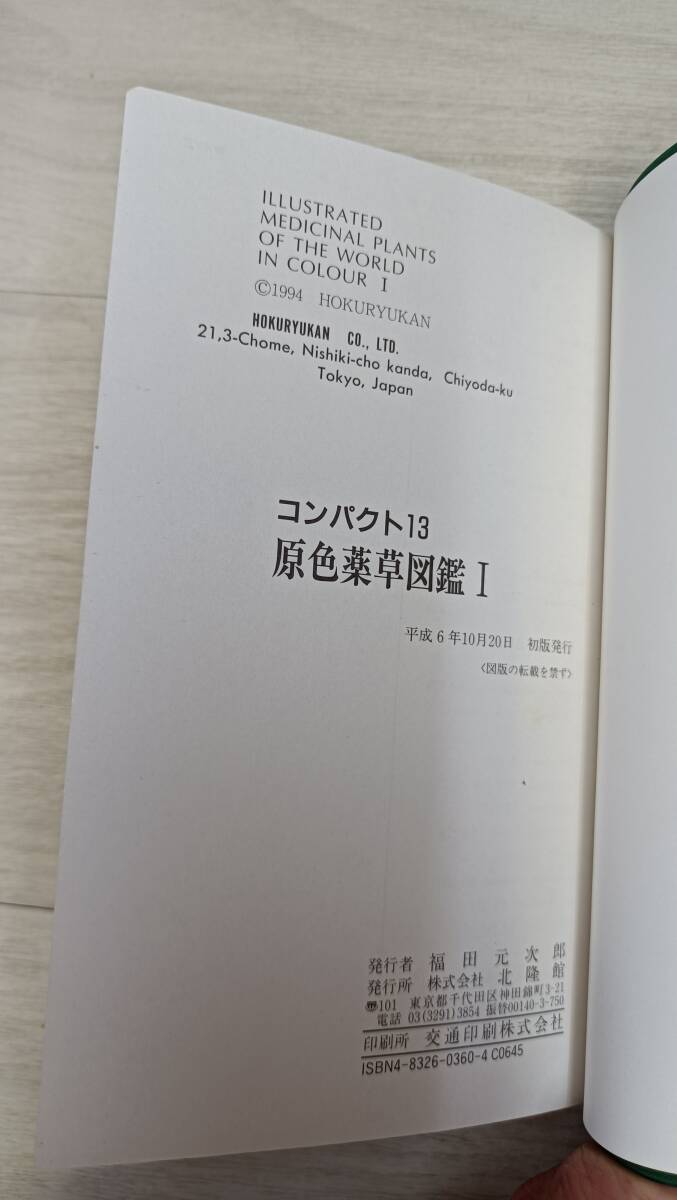 ILLUSTRATED
MEDICINAL PLANTS
OF THE WORLD
IN COLOUR I
©1994 HOKURYUKAN
HOKURYUKAN CO., LTD.
21,3-Chome, Nishiki-cho kanda, Chiyoda-ku
Tokyo, Japan
コンパクト13
原色薬草図鑑 I
平成6年10月20日 初版発行
〈図版の転載を禁ず〉
発行者 福田元次郎
発行所 株式会社 北隆館
〠101 東京都千代田区神田錦町3-21
電話 03(3291)3854 振替00140-3-750
印刷所 交通印刷株式会社
ISBN4-8326-0360-4 C0645